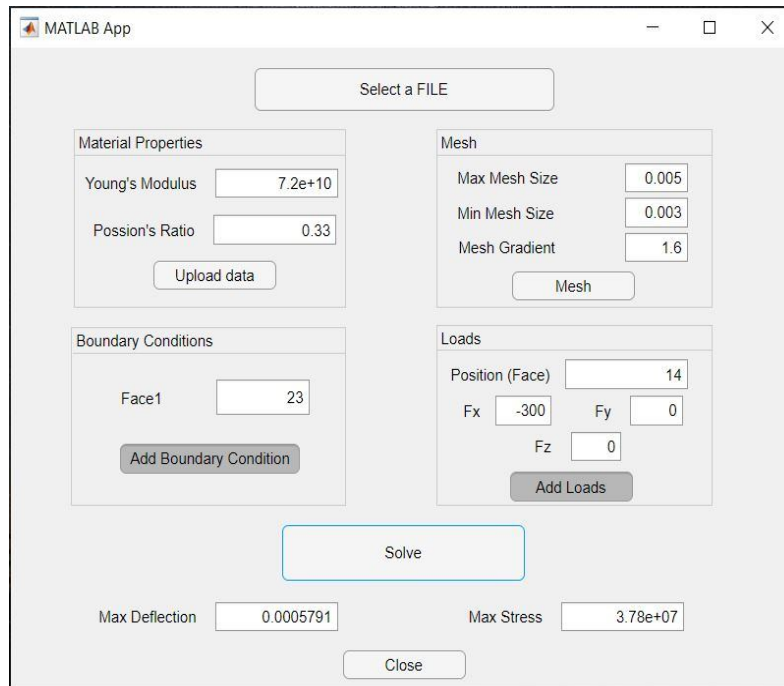 MATLAB App
Select a FILE
Material Properties
Young's Modulus 7.2e+10
Possion's Ratio 0.33
Upload data
Mesh
Max Mesh Size 0.005
Min Mesh Size 0.003
Mesh Gradient 1.6
Mesh
Boundary Conditions
Face1 23
Add Boundary Condition
Loads
Position (Face) 14
Fx -300 Fy 0
Fz 0
Add Loads
Solve
Max Deflection 0.0005791 Max Stress 3.78e+07
Close